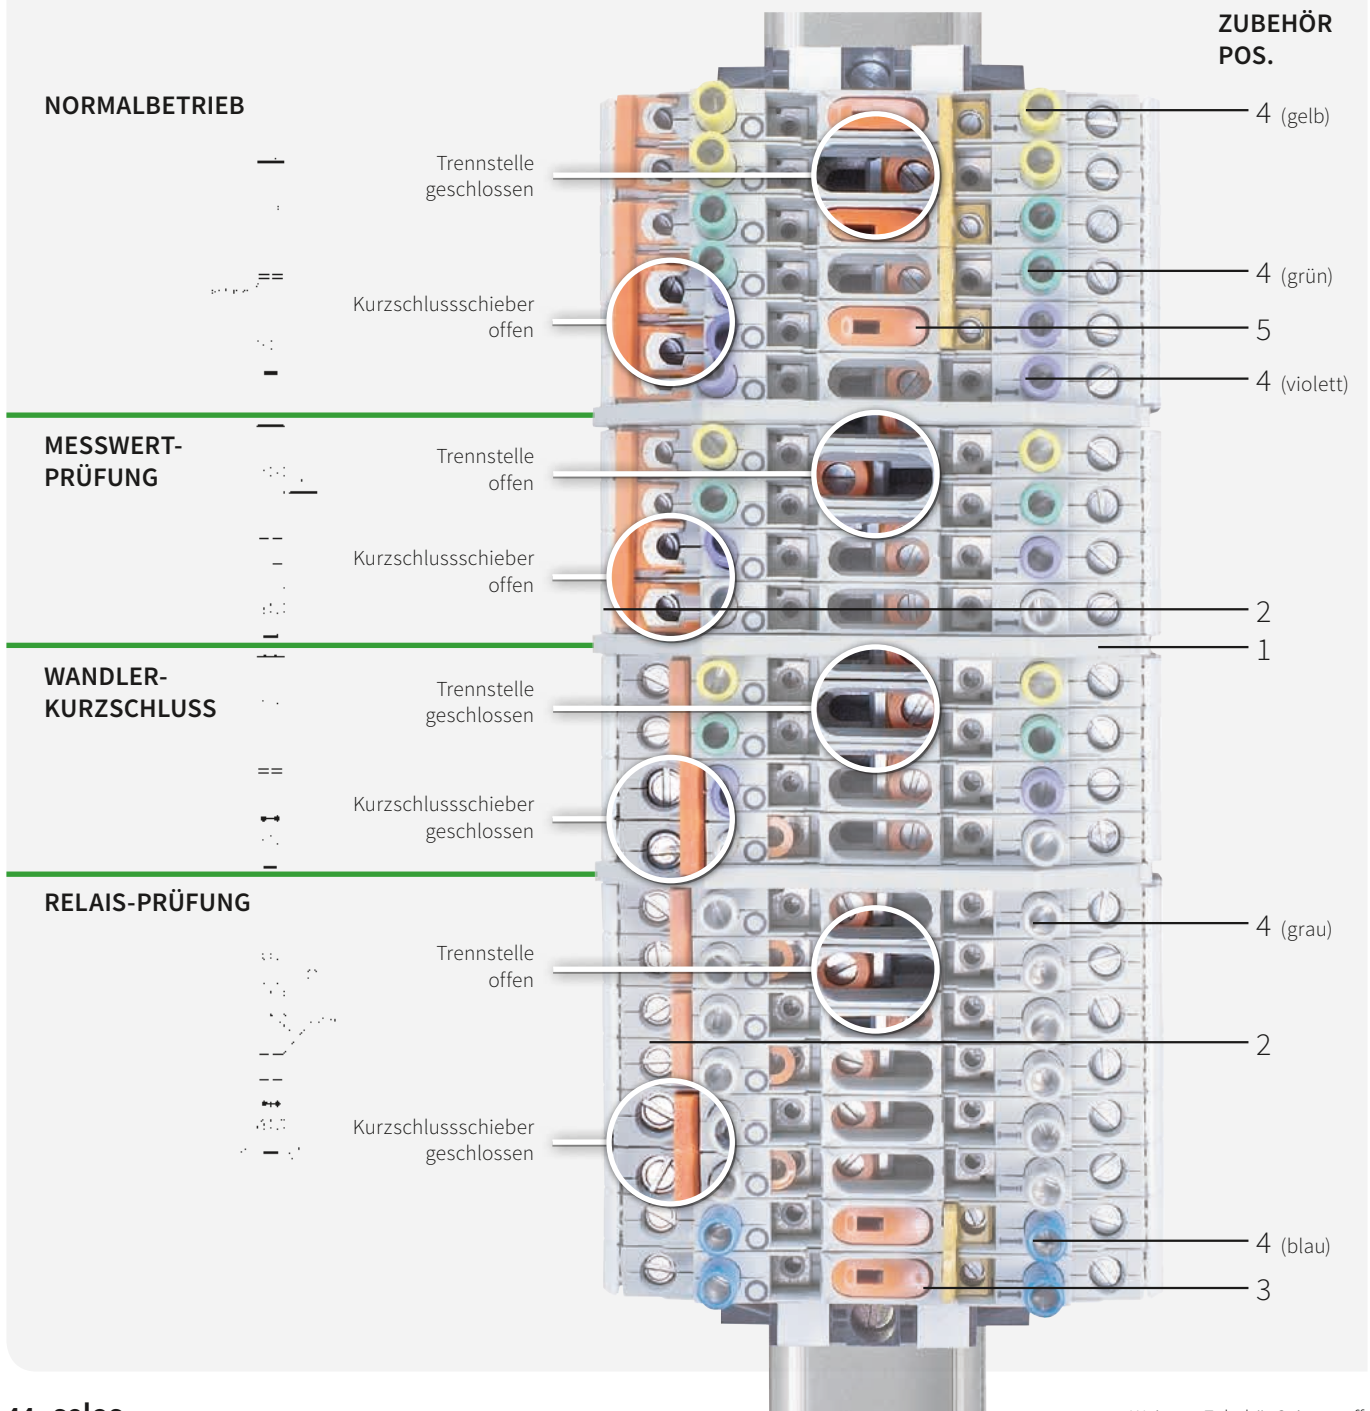 ZUBEHÖR
POS.
NORMALBETRIEB
4 (gelb)
Trennstelle
geschlossen
4 (grün)
Kurzschlussschieber
offen
5
4 (violett)
MESSWERT-
PRÜFUNG
Trennstelle
offen
Kurzschlussschieber
offen
2
1
WANDLER-
KURZSCHLUSS
Trennstelle
geschlossen
Kurzschlussschieber
geschlossen
RELAIS-PRÜFUNG
4 (grau)
Trennstelle
offen
2
Kurzschlussschieber
geschlossen
4 (blau)
3